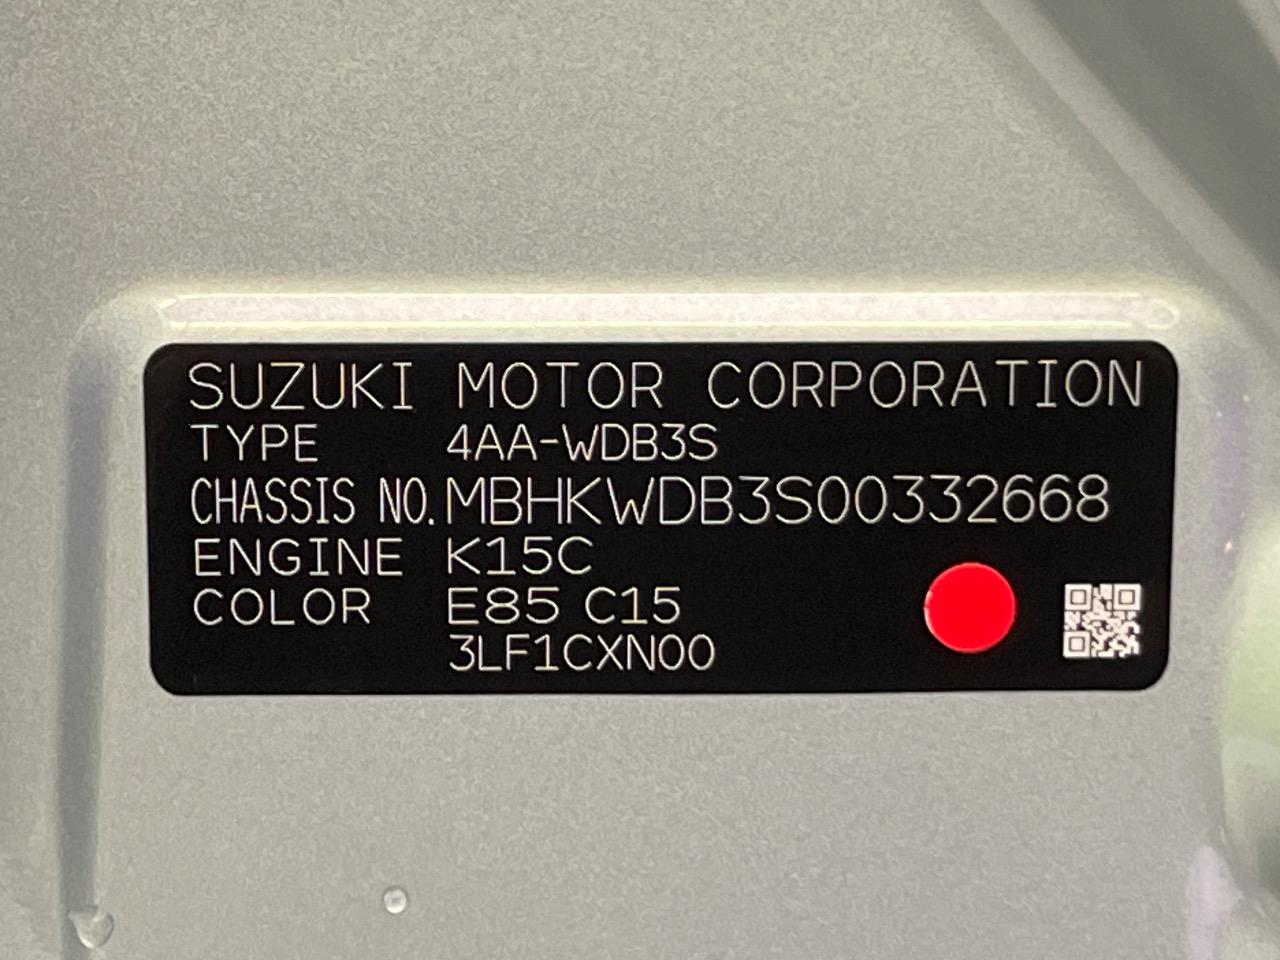 SUZUKI MOTOR CORPORATION
TYPE 4AA-WDB3S
CHASSIS NO. MBHKWDB3S00332668
ENGINE K15C
COLOR E85 C15
3LF1CXN00